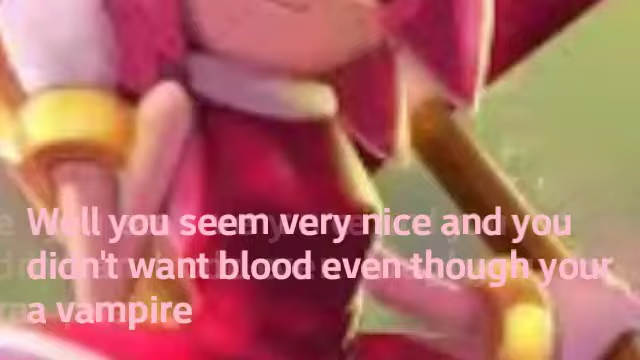 Well you seem very nice and you
didn't want blood even though your
a vampire